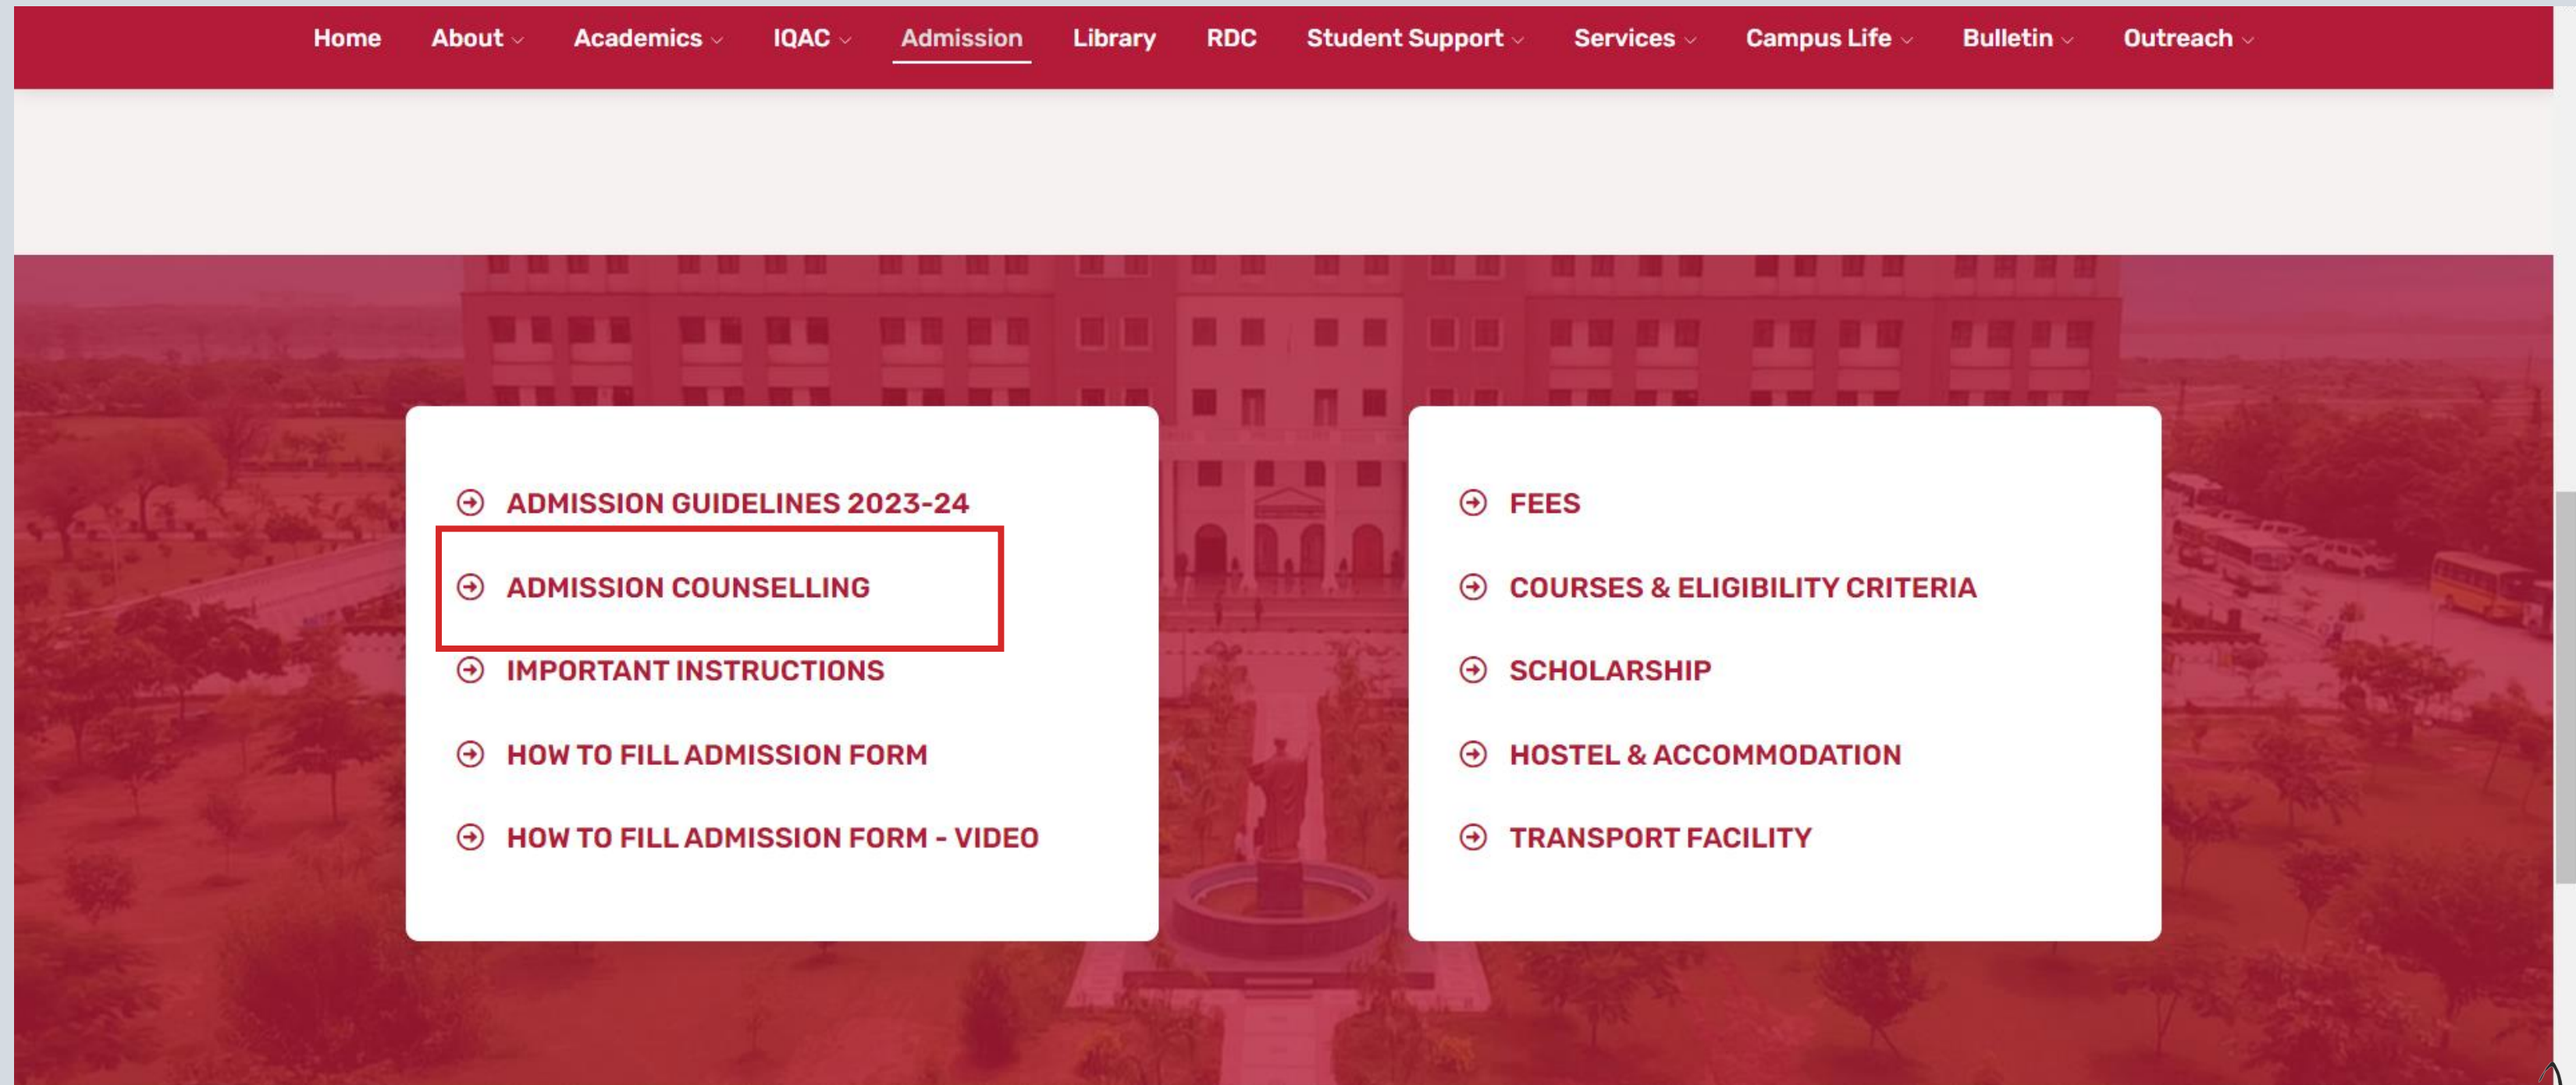 Home About Academics IQAC Admission Library RDC Student Support Services Campus Life Bulletin Outreach
ADMISSION GUIDELINES 2023-24
ADMISSION COUNSELLING
IMPORTANT INSTRUCTIONS
HOW TO FILL ADMISSION FORM
HOW TO FILL ADMISSION FORM - VIDEO
FEES
COURSES & ELIGIBILITY CRITERIA
SCHOLARSHIP
HOSTEL & ACCOMMODATION
TRANSPORT FACILITY